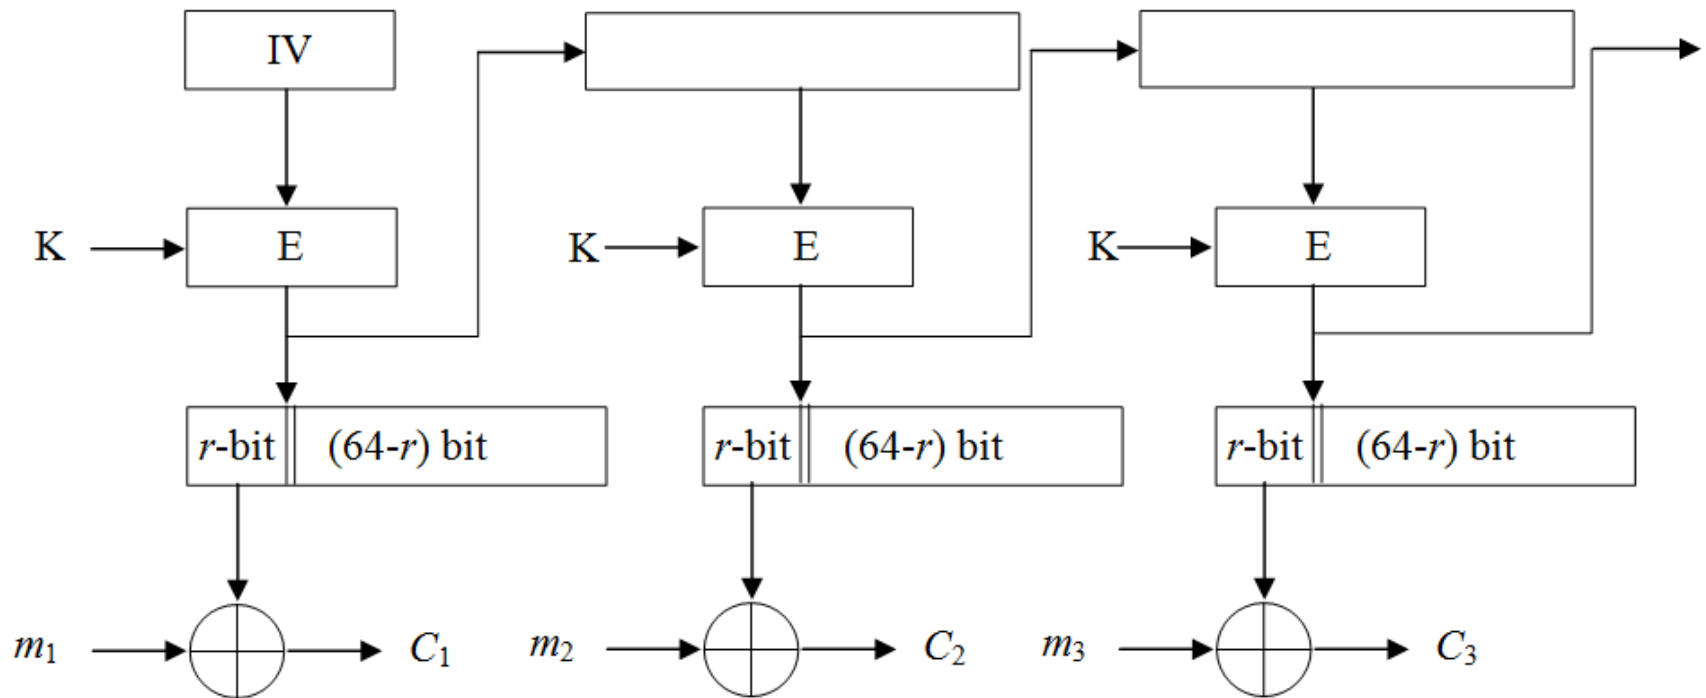 IV
K E K E K E
r-bit (64-r) bit r-bit (64-r) bit r-bit (64-r) bit
m1 C1 m2 C2 m3 C3